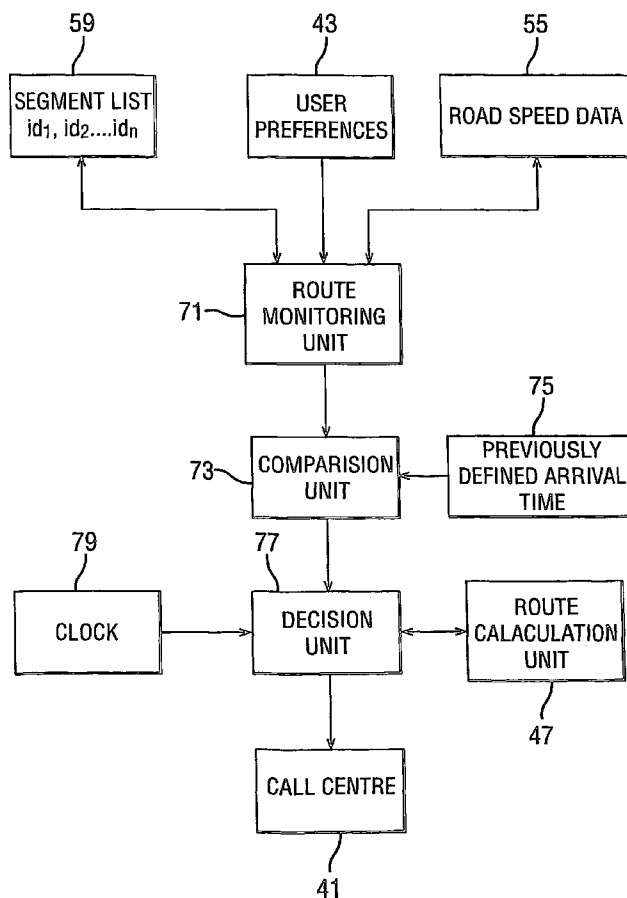 59
43
55
SEGMENT LIST
id1, id2....idn
USER
PREFERENCES
ROAD SPEED DATA
71
ROUTE
MONITORING
UNIT
75
73
COMPARISION
UNIT
PREVIOUSLY
DEFINED ARRIVAL
TIME
79
77
CLOCK
DECISION
UNIT
ROUTE
CALACULATION
UNIT
47
CALL CENTRE
41